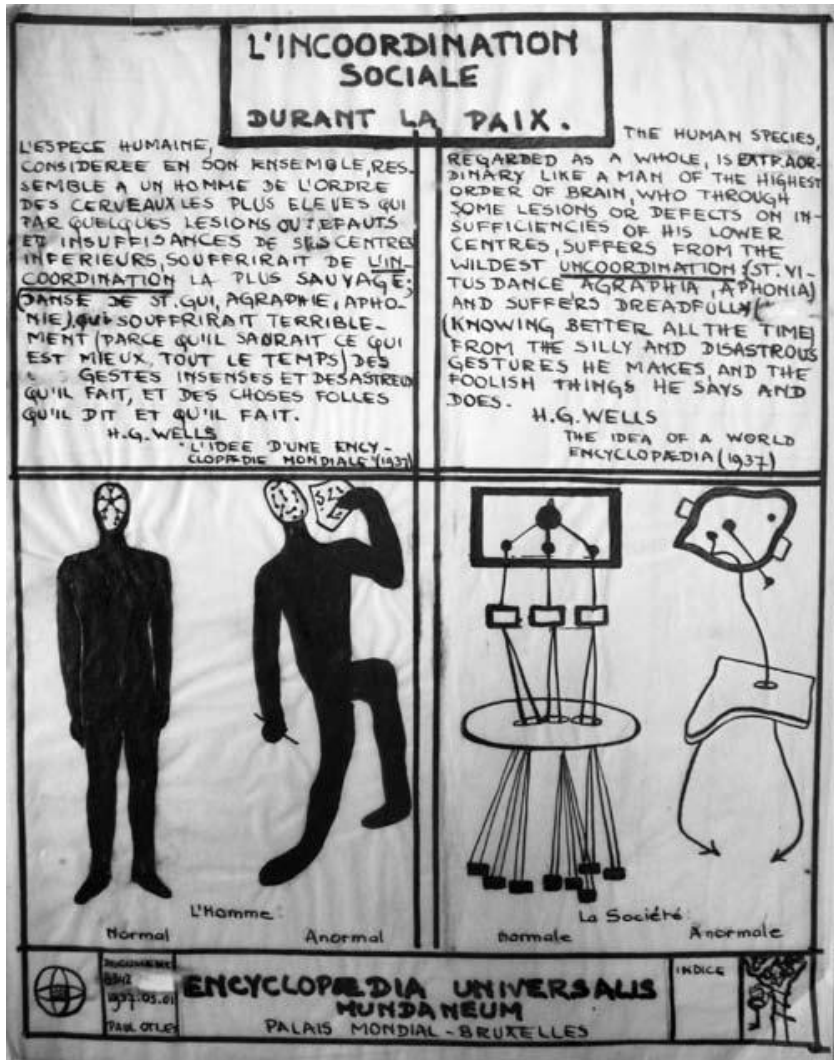 L'INCOORDINATION
SOCIALE
DURANT LA PAIX.
L'ESPECE HUMAINE,
CONSIDEREE EN SON ENSEMBLE, RES-
SEMBLE A UN HOMME DE L'ORDRE
DES CERVEAUX LES PLUS ELEVES QUI
PAR QUELQUES LESIONS OU DEFAUTS
ET INSUFFISANCES DE SES CENTRES
INFERIEURS, SOUFFRIRAIT DE L'IN-
COORDINATION LA PLUS SAUVAGE;
(DANSE DE ST. GUI, AGRAPHIE, APHO-
NIE), QUI SOUFFRIRAIT TERRIBLE-
MENT (PARCE QU'IL SAURAIT CE QUI
EST MIEUX, TOUT LE TEMPS) DES
GESTES INSENSES ET DESASTREUX
QU'IL FAIT, ET DES CHOSES FOLLES
QU'IL DIT ET QU'IL FAIT.
H.G. WELLS
"L'IDEE D'UNE ENCY-
CLOPÆDIE MONDIALE" (1937)
THE HUMAN SPECIES,
REGARDED AS A WHOLE, IS EXTRAOR-
DINARY LIKE A MAN OF THE HIGHEST
ORDER OF BRAIN, WHO THROUGH
SOME LESIONS OR DEFECTS ON IN-
SUFFICIENCIES OF HIS LOWER
CENTRES, SUFFERS FROM THE
WILDEST UNCOORDINATION; (ST. VI-
TUS DANCE, AGRAPHIA, APHONIA)
AND SUFFERS DREADFULLY
(KNOWING BETTER ALL THE TIME)
FROM THE SILLY AND DISASTROUS
GESTURES HE MAKES, AND THE
FOOLISH THINGS HE SAYS AND
DOES.
H.G. WELLS
THE IDEA OF A WORLD
ENCYCLOPÆDIA (1937)
L'Homme:
Normal Anormal
La Société:
normale Anormale
DOCUMENT
1937.05.01
PAUL OTLET
ENCYCLOPÆDIA UNIVERSALIS
MUNDANEUM
PALAIS MONDIAL - BRUXELLES
INDICE